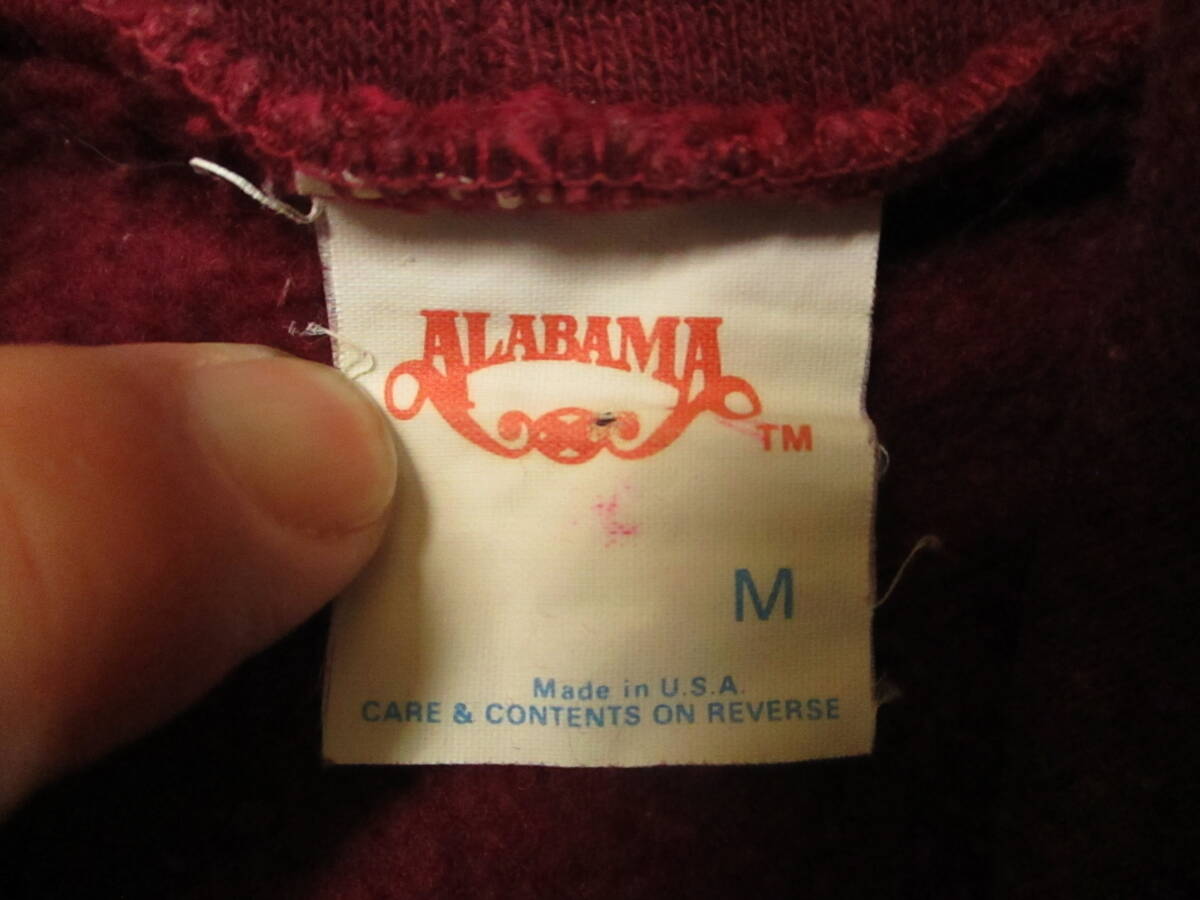 ALABAMA
TM
M
Made in U.S.A.
CARE & CONTENTS ON REVERSE